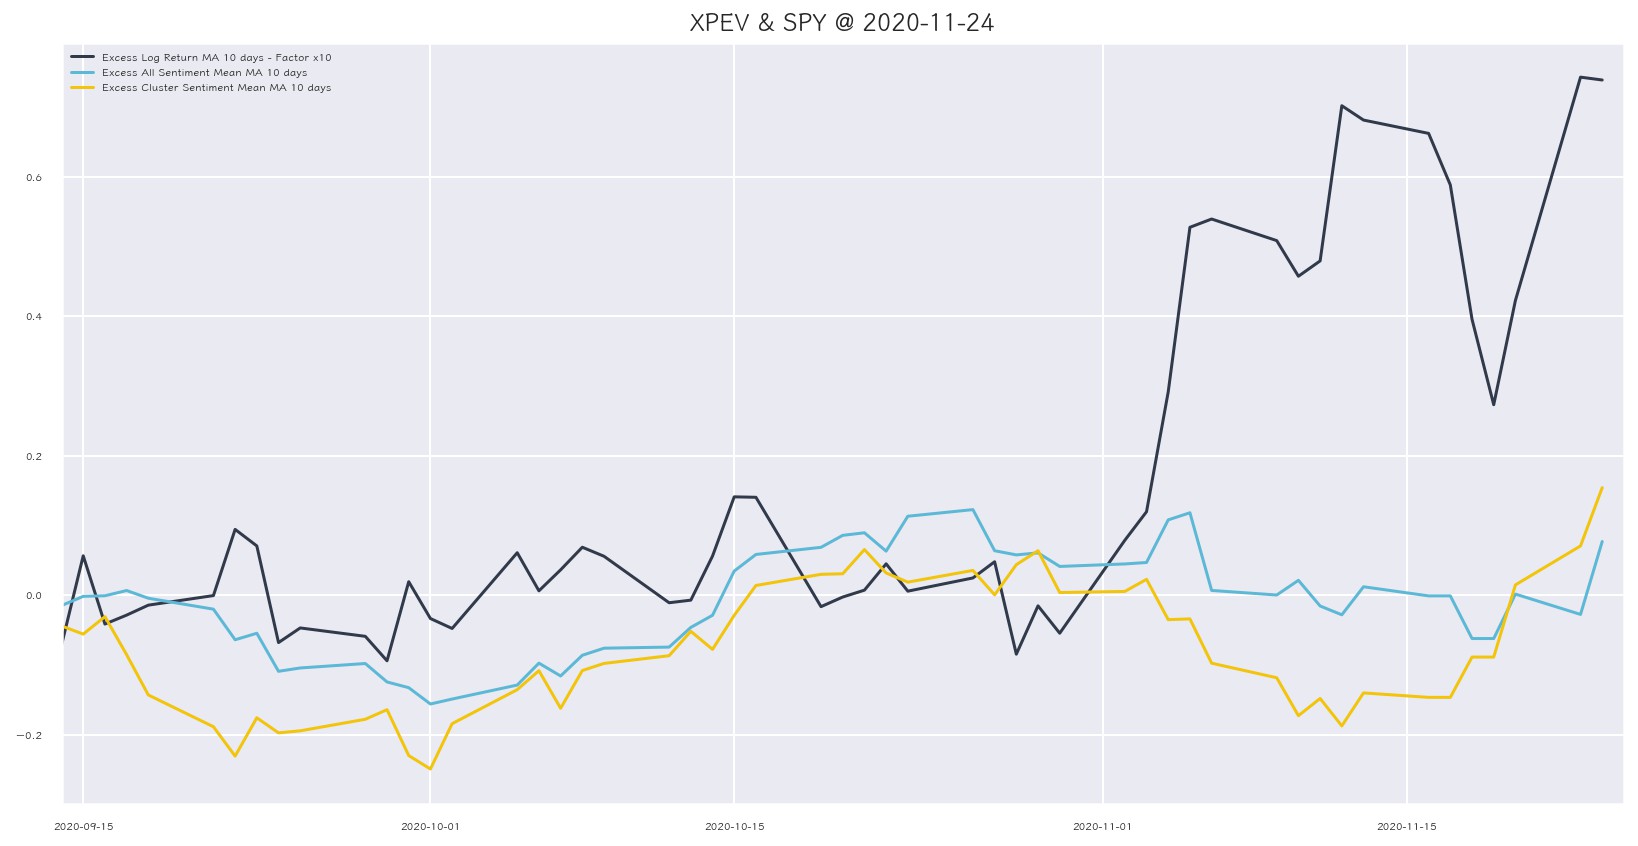 XPEV & SPY @ 2020-11-24
Excess Log Return MA 10 days - Factor x10
Excess All Sentiment Mean MA 10 days
Excess Cluster Sentiment Mean MA 10 days
0.6
0.4
0.2
0.0
−0.2
2020-09-15
2020-10-01
2020-10-15
2020-11-01
2020-11-15